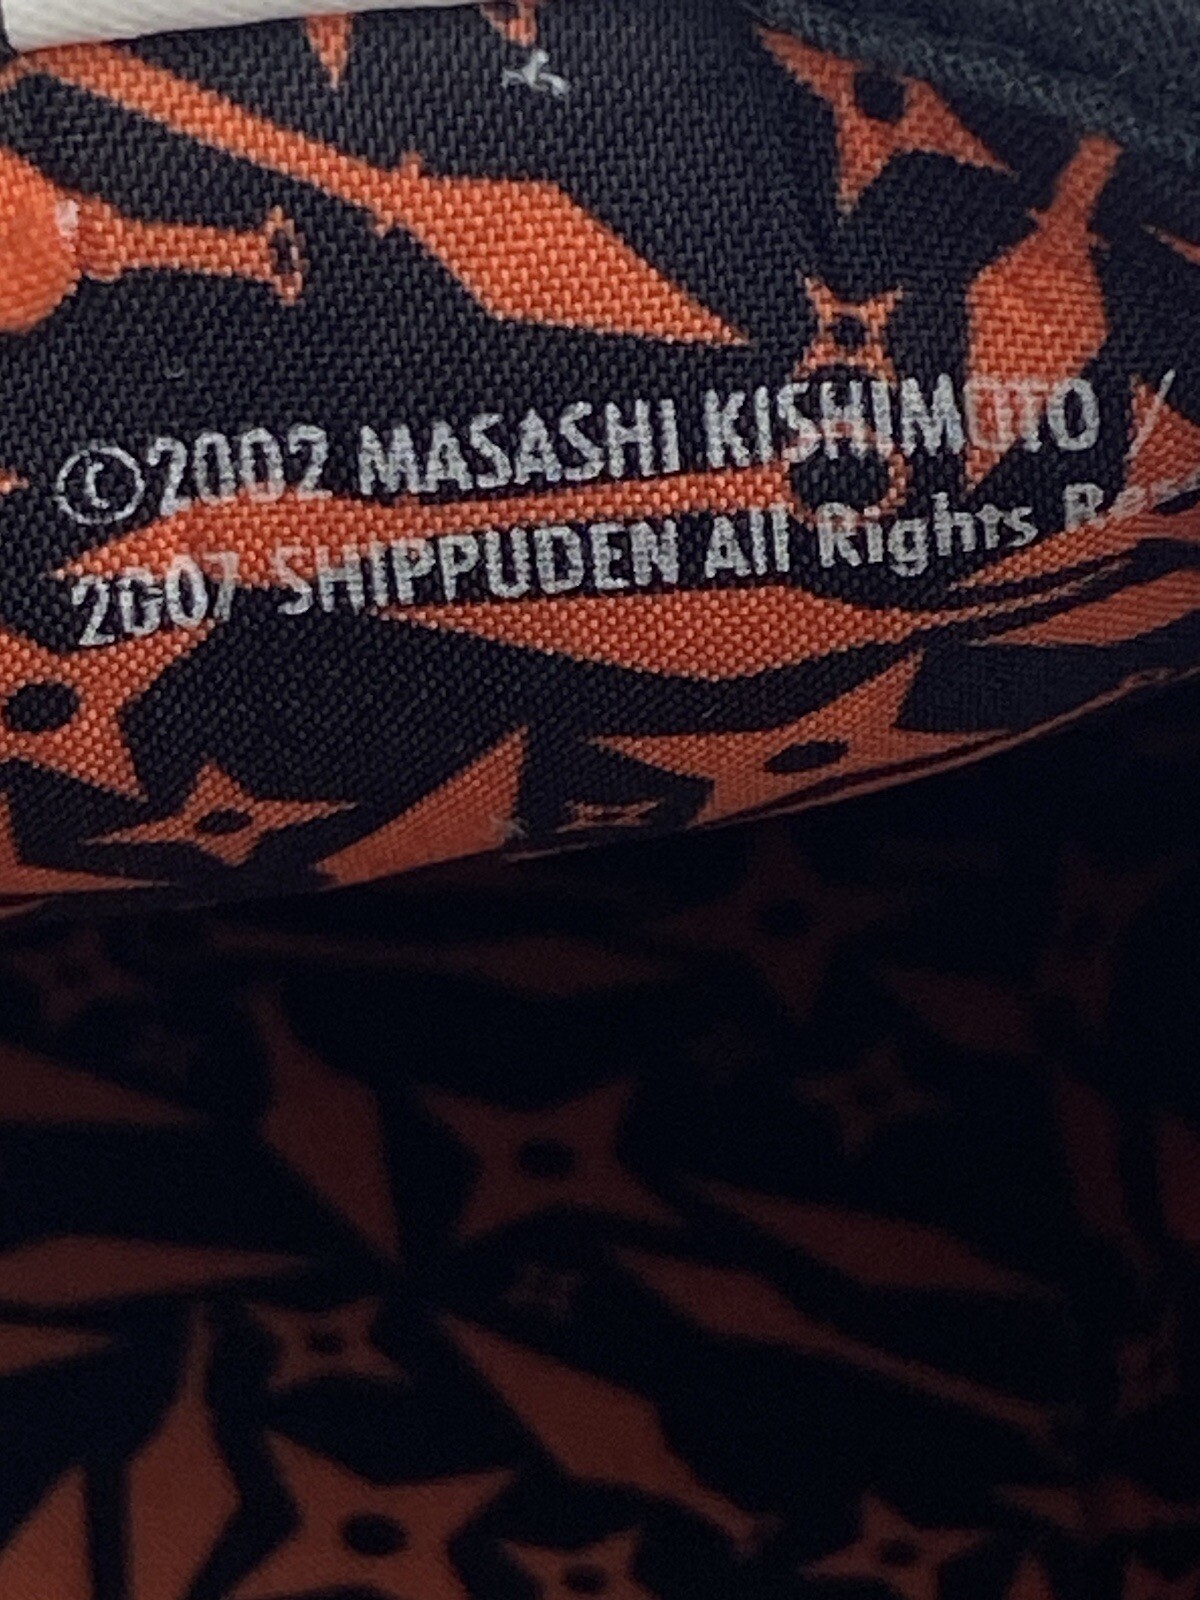 ©2002 MASASHI KISHIMOTO /
2007 SHIPPUDEN All Rights